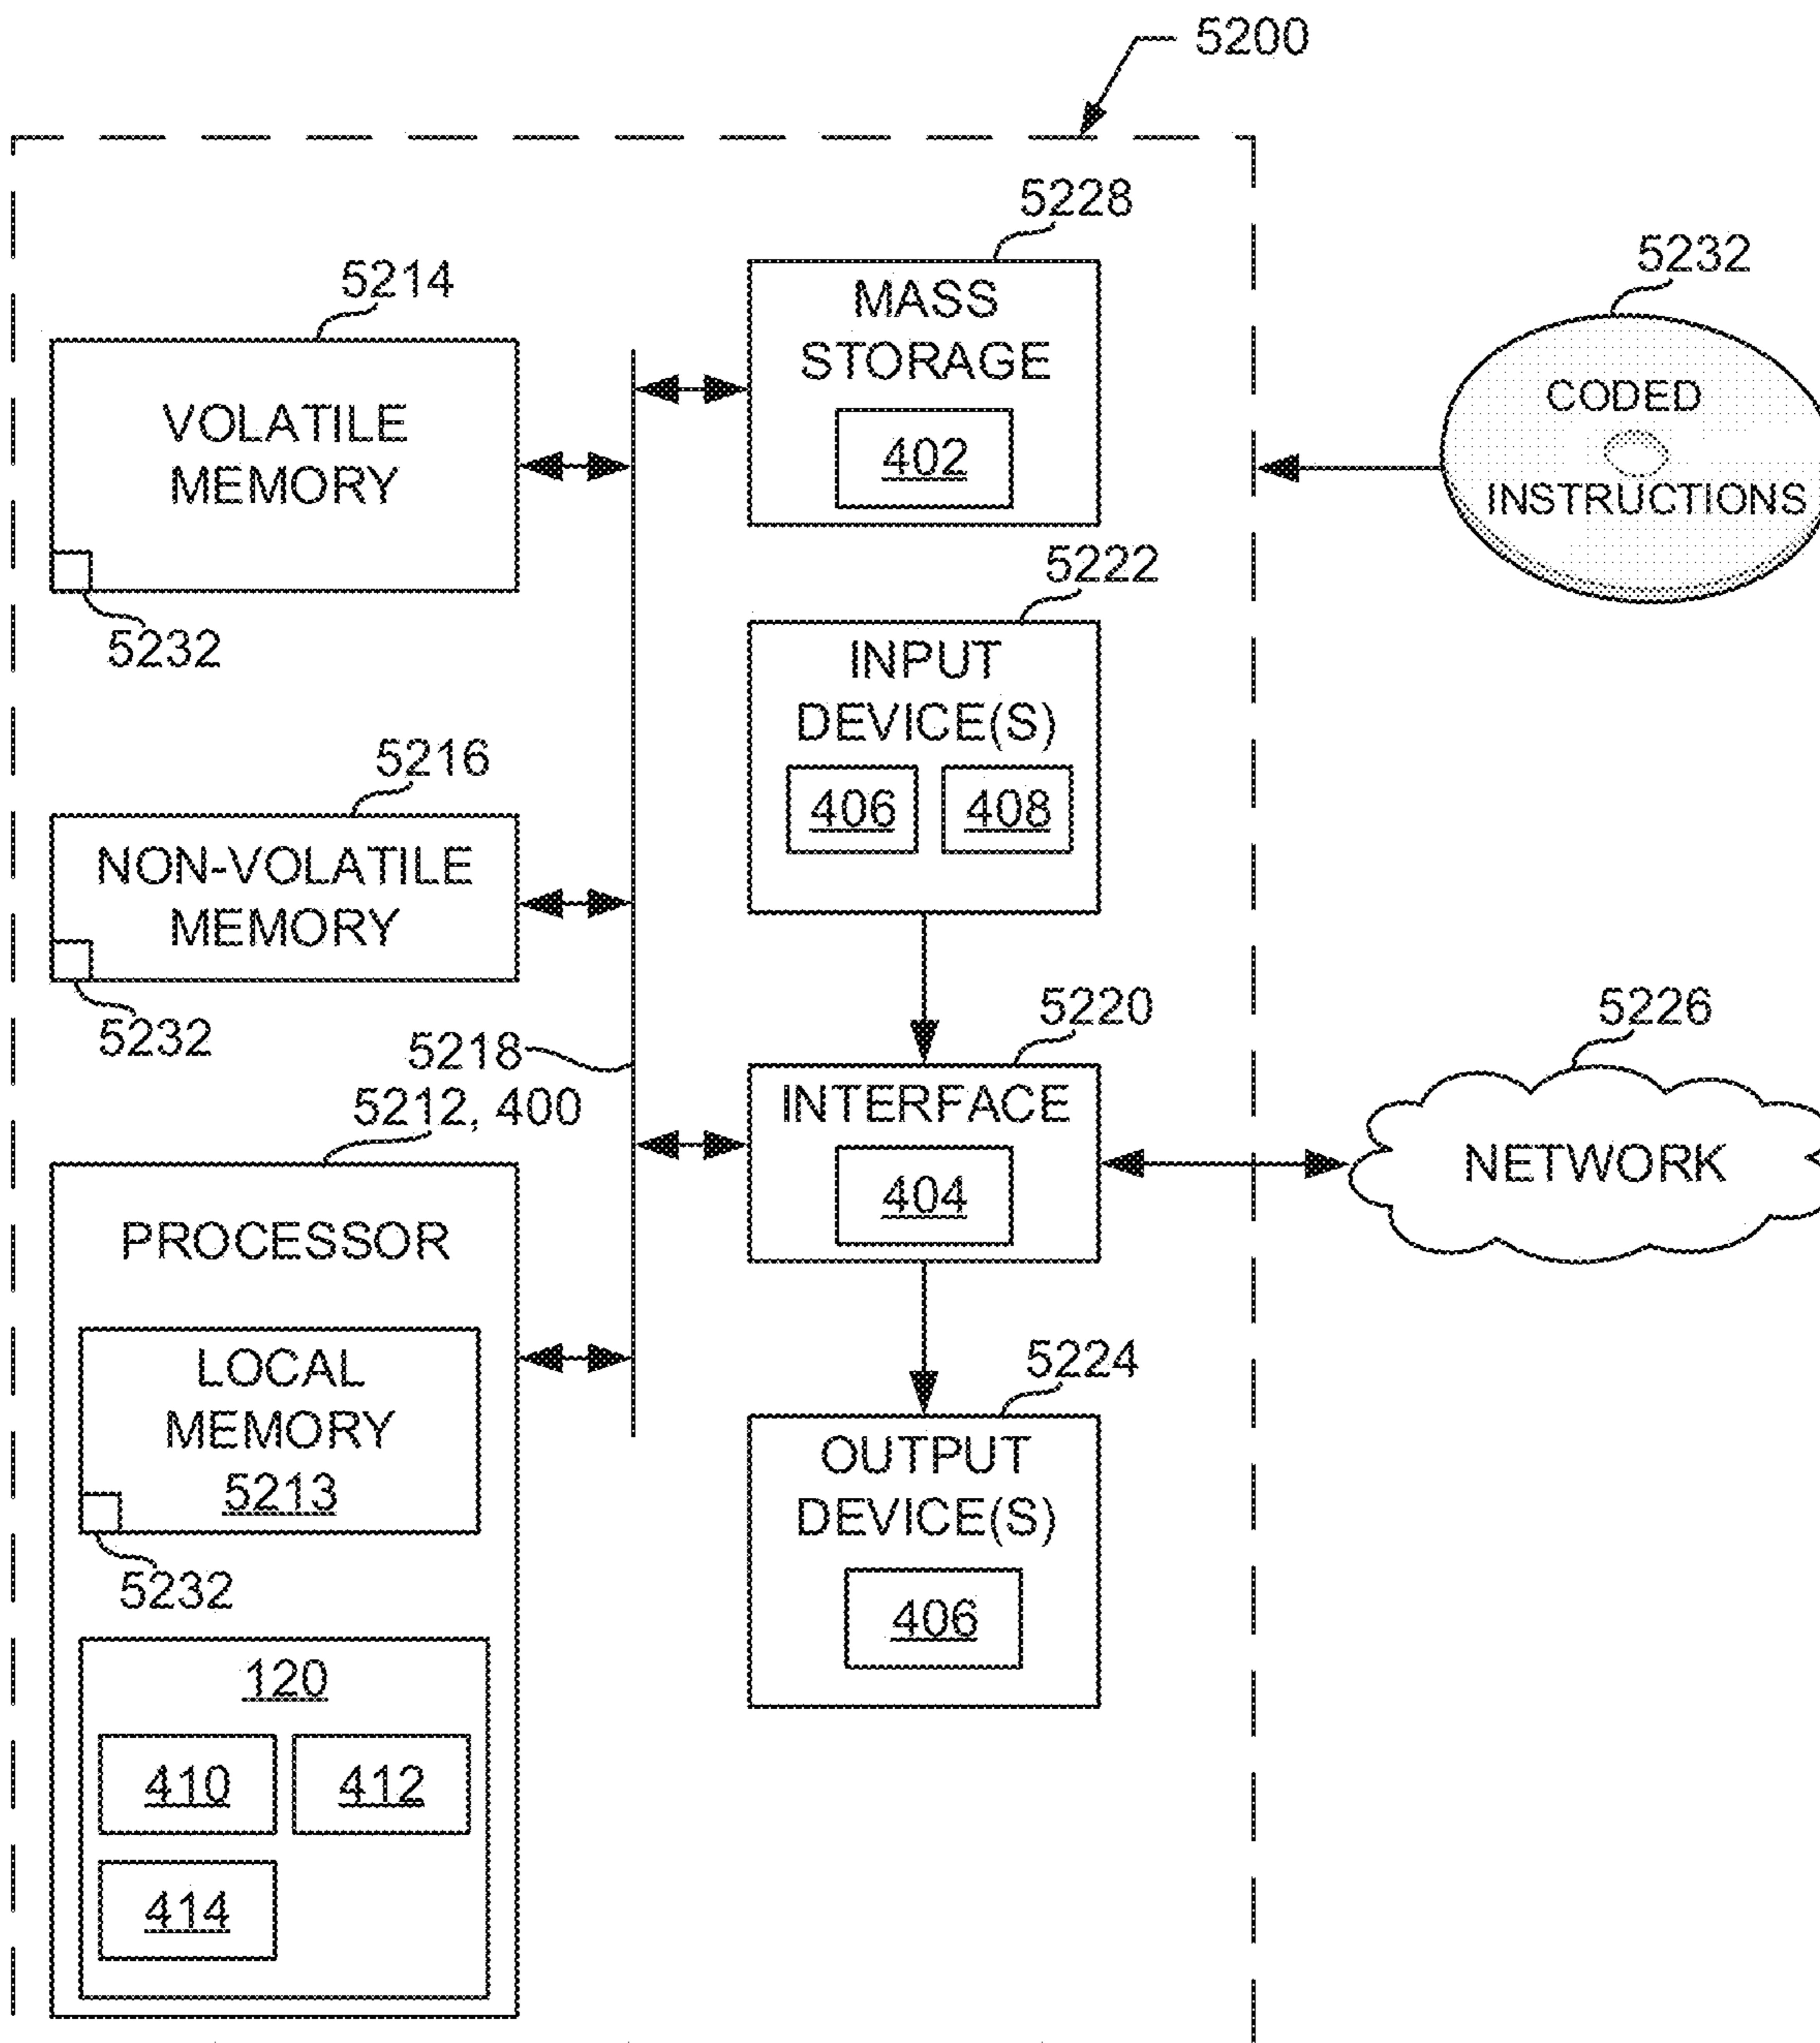 5200
5228
5214
MASS
STORAGE
402
VOLATILE
MEMORY
5232
5232
CODED
INSTRUCTIONS
5222
INPUT
DEVICE(S)
406 408
5216
NON-VOLATILE
MEMORY
5232
5218
5220
INTERFACE
404
5226
NETWORK
5212, 400
PROCESSOR
LOCAL
MEMORY
5213
5232
5224
OUTPUT
DEVICE(S)
406
120
410 412
414